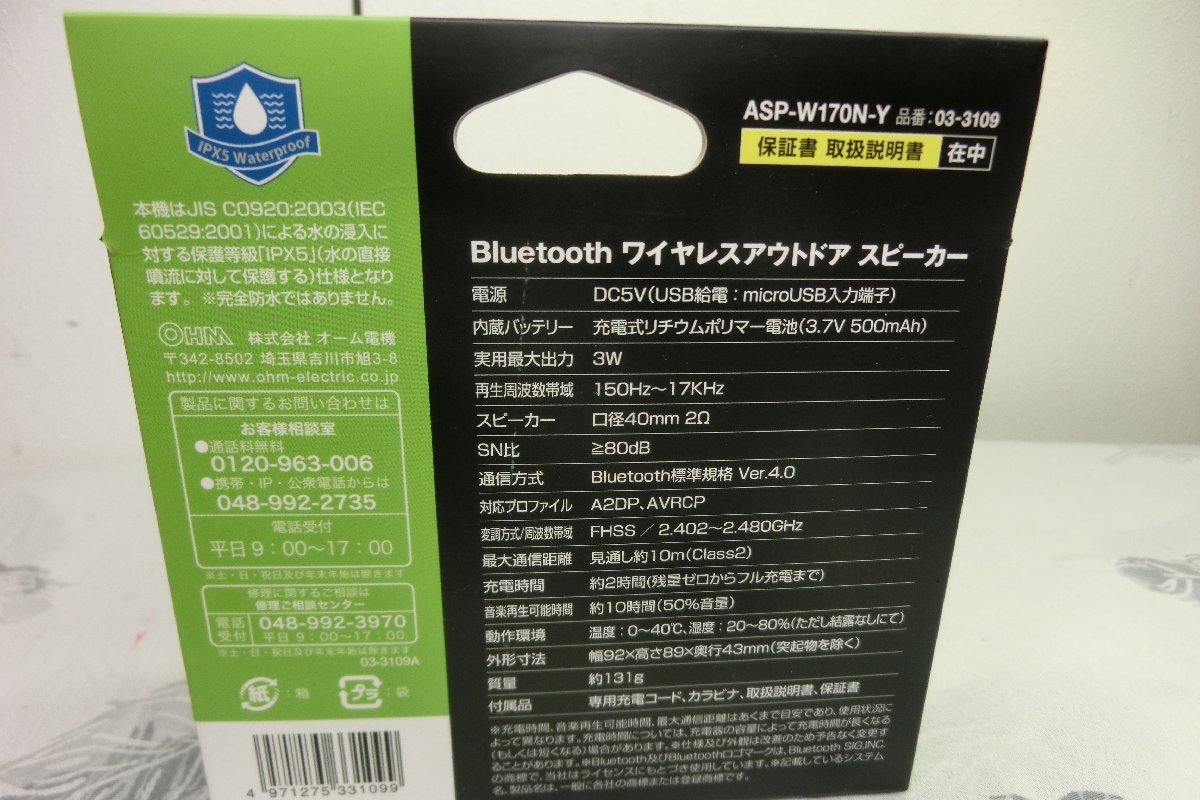 IPX5 Waterproof
本機はJIS C0920:2003(IEC
60529:2001)による水の浸入に
対する保護等級「IPX5」(水の直接
噴流に対して保護する)仕様となり
ます。※完全防水ではありません。
OHM 株式会社 オーム電機
〒342-8502 埼玉県吉川市旭3-8
http://www.ohm-electric.co.jp
製品に関するお問い合わせは
お客様相談室
●通話料無料
0120-963-006
●携帯・IP・公衆電話からは
048-992-2735
電話受付
平日9:00〜17:00
※土・日・祝日及び年末年始は除きます
修理に関するご相談は
修理ご相談センター
電話受付 048-992-3970
平日9:00〜17:00
※土・日・祝日及び年末年始は除きます
03-3109A
紙:箱 プラ:袋
4 971275 331099
ASP-W170N-Y 品番:03-3109
保証書 取扱説明書 在中
Bluetooth ワイヤレスアウトドア スピーカー
電源 DC5V(USB給電:microUSB入力端子)
内蔵バッテリー 充電式リチウムポリマー電池(3.7V 500mAh)
実用最大出力 3W
再生周波数帯域 150Hz〜17KHz
スピーカー 口径40mm 2Ω
SN比 ≧80dB
通信方式 Bluetooth標準規格 Ver.4.0
対応プロファイル A2DP、AVRCP
変調方式/周波数帯域 FHSS / 2.402〜2.480GHz
最大通信距離 見通し約10m(Class2)
充電時間 約2時間(残量ゼロからフル充電まで)
音楽再生可能時間 約10時間(50%音量)
動作環境 温度:0〜40℃、湿度:20〜80%(ただし結露なしにて)
外形寸法 幅92×高さ89×奥行43mm(突起物を除く)
質量 約131g
付属品 専用充電コード、カラビナ、取扱説明書、保証書
※充電時間、音楽再生可能時間、最大通信距離はあくまで目安であり、使用状況に
よって異なります。充電時間については、充電器の容量によって充電時間が長くなる
(もしくは短くなる)場合があります。※仕様及び外観は改善のため予告なく変更す
ることがあります。※Bluetooth及びBluetoothロゴマークは、Bluetooth SIG,INC.
の商標で、当社はライセンスにもとづき使用しています。※記載しているシステム
名、製品名は、一般に各社の商標または登録商標です。